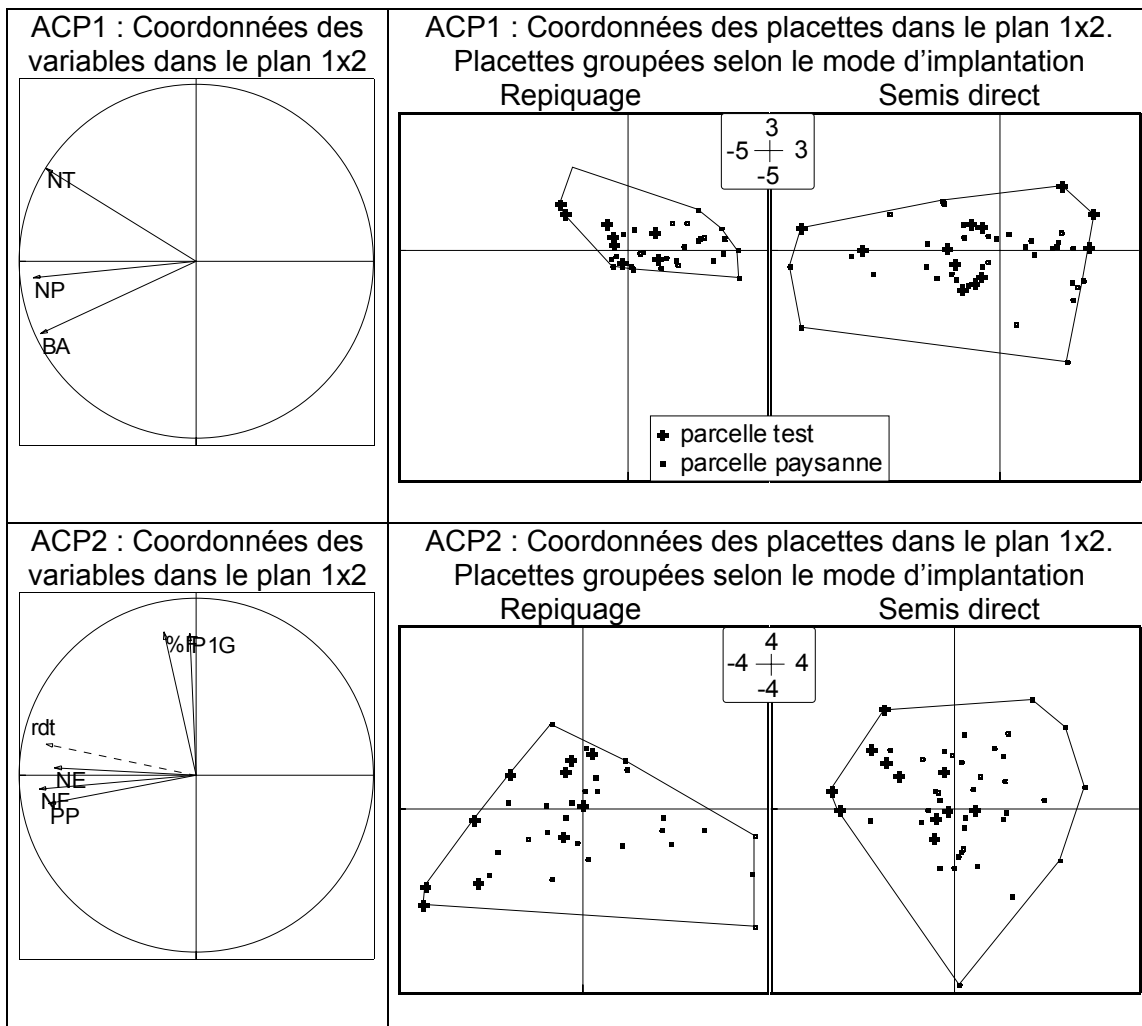 ACP1 : Coordonnées des
variables dans le plan 1x2
NT
NP
BA
ACP1 : Coordonnées des placettes dans le plan 1x2.
Placettes groupées selon le mode d'implantation
Repiquage Semis direct
3
-5 3
-5
parcelle test
parcelle paysanne
ACP2 : Coordonnées des
variables dans le plan 1x2
P1G
rdt
NE
NF
PP
ACP2 : Coordonnées des placettes dans le plan 1x2.
Placettes groupées selon le mode d'implantation
Repiquage Semis direct
4
-4 4
-4